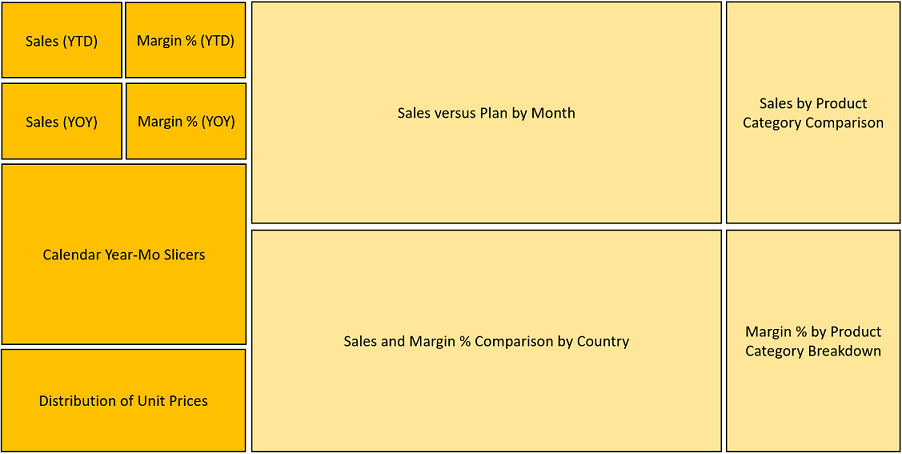 Sales (YTD)
Margin % (YTD)
Sales (YOY)
Margin % (YOY)
Calendar Year-Mo Slicers
Distribution of Unit Prices
Sales versus Plan by Month
Sales and Margin % Comparison by Country
Sales by Product
Category Comparison
Margin % by Product
Category Breakdown